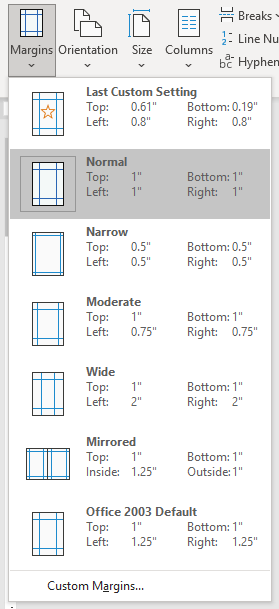 Margins
Orientation
Size
Columns
Breaks
Line Nu
Hyphen
Last Custom Setting
Top: 0.61" Bottom: 0.19"
Left: 0.8" Right: 0.8"
Normal
Top: 1" Bottom: 1"
Left: 1" Right: 1"
Narrow
Top: 0.5" Bottom: 0.5"
Left: 0.5" Right: 0.5"
Moderate
Top: 1" Bottom: 1"
Left: 0.75" Right: 0.75"
Wide
Top: 1" Bottom: 1"
Left: 2" Right: 2"
Mirrored
Top: 1" Bottom: 1"
Inside: 1.25" Outside: 1"
Office 2003 Default
Top: 1" Bottom: 1"
Left: 1.25" Right: 1.25"
Custom Margins...